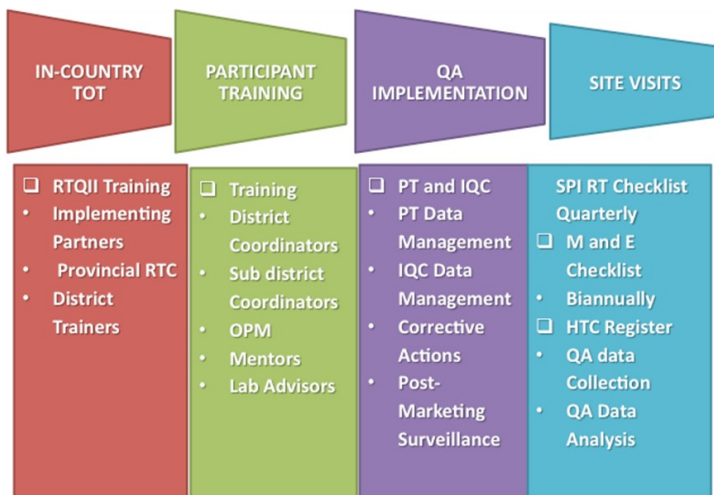 IN-COUNTRY
TOT
PARTICIPANT
TRAINING
QA
IMPLEMENTATION
SITE VISITS
❑ RTQII Training
• Implementing
Partners
• Provincial RTC
• District
Trainers
❑ Training
• District
Coordinators
• Sub district
Coordinators
• OPM
• Mentors
• Lab Advisors
❑ PT and IQC
• PT Data
Management
• IQC Data
Management
• Corrective
Actions
• Post-
Marketing
Surveillance
SPI RT Checklist
Quarterly
❑ M and E
Checklist
• Biannually
❑ HTC Register
• QA data
Collection
• QA Data
Analysis